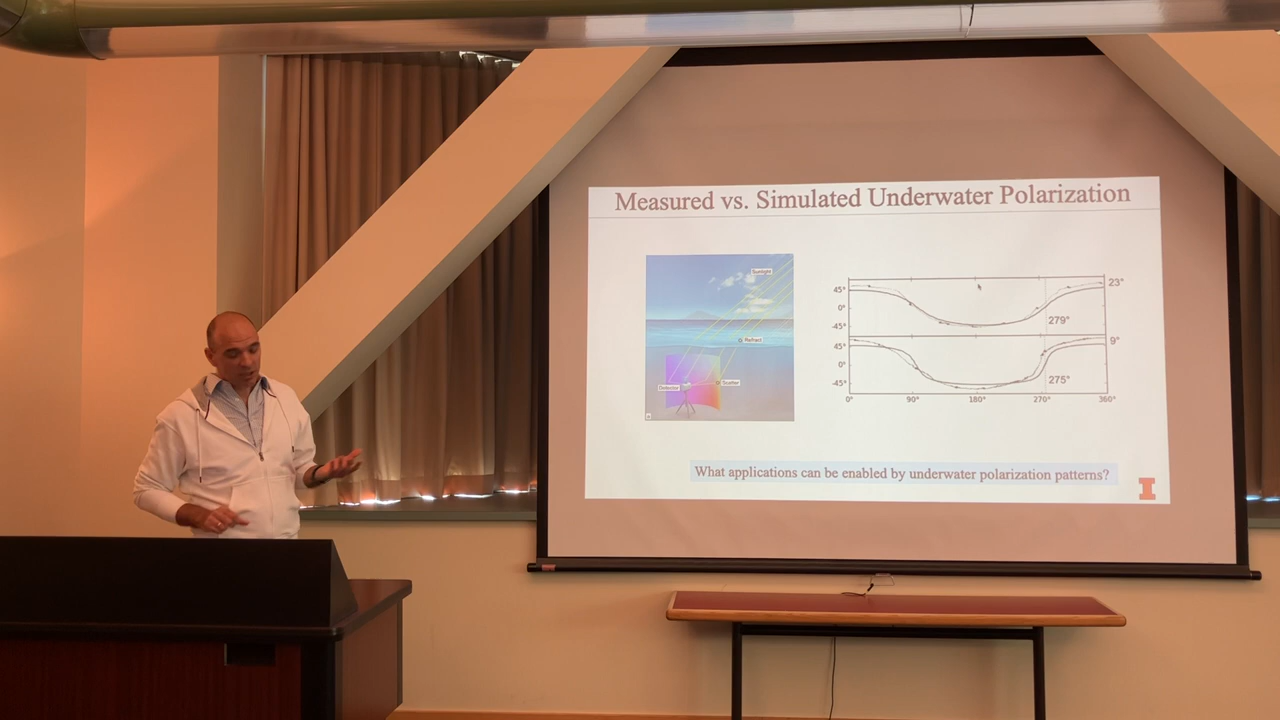 Measured vs. Simulated Underwater Polarization
Sunlight
Refract
Detector
Scatter
45°
0°
-45°
45°
0°
-45°
23°
279°
9°
275°
0°
90°
180°
270°
360°
What applications can be enabled by underwater polarization patterns?
I